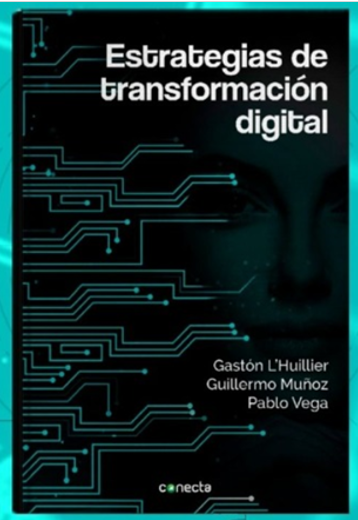 Estrategias de
transformación
digital
Gastón L'Huillier
Guillermo Muñoz
Pablo Vega
conecta